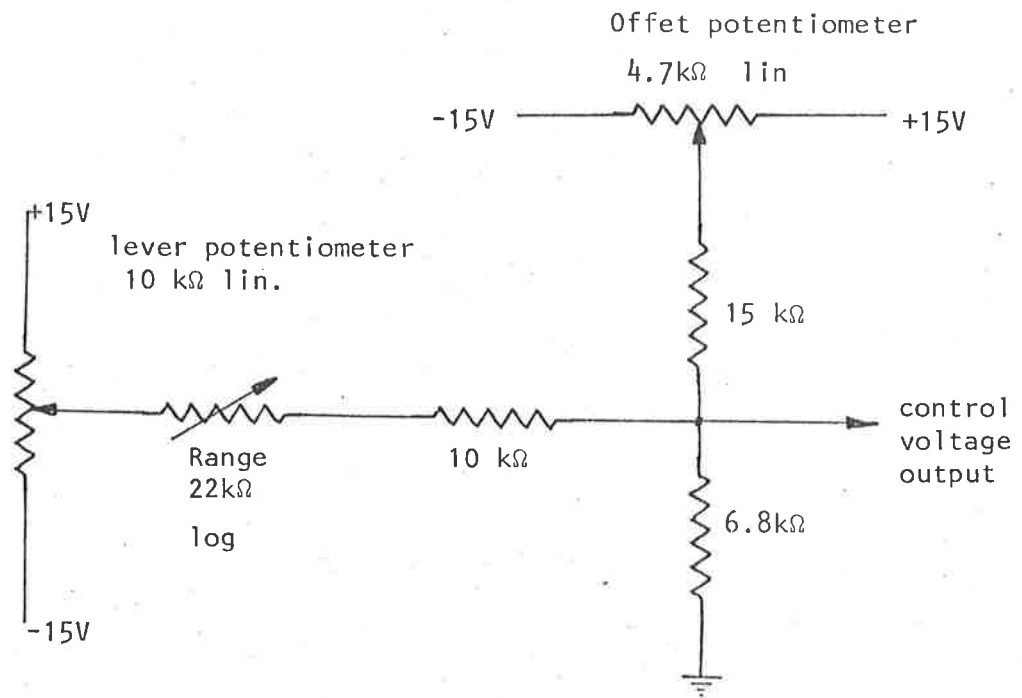 Offet potentiometer
4.7kΩ lin
-15V
+15V
+15V
lever potentiometer
10 kΩ lin.
15 kΩ
Range
22kΩ
log
10 kΩ
control
voltage
output
6.8kΩ
-15V